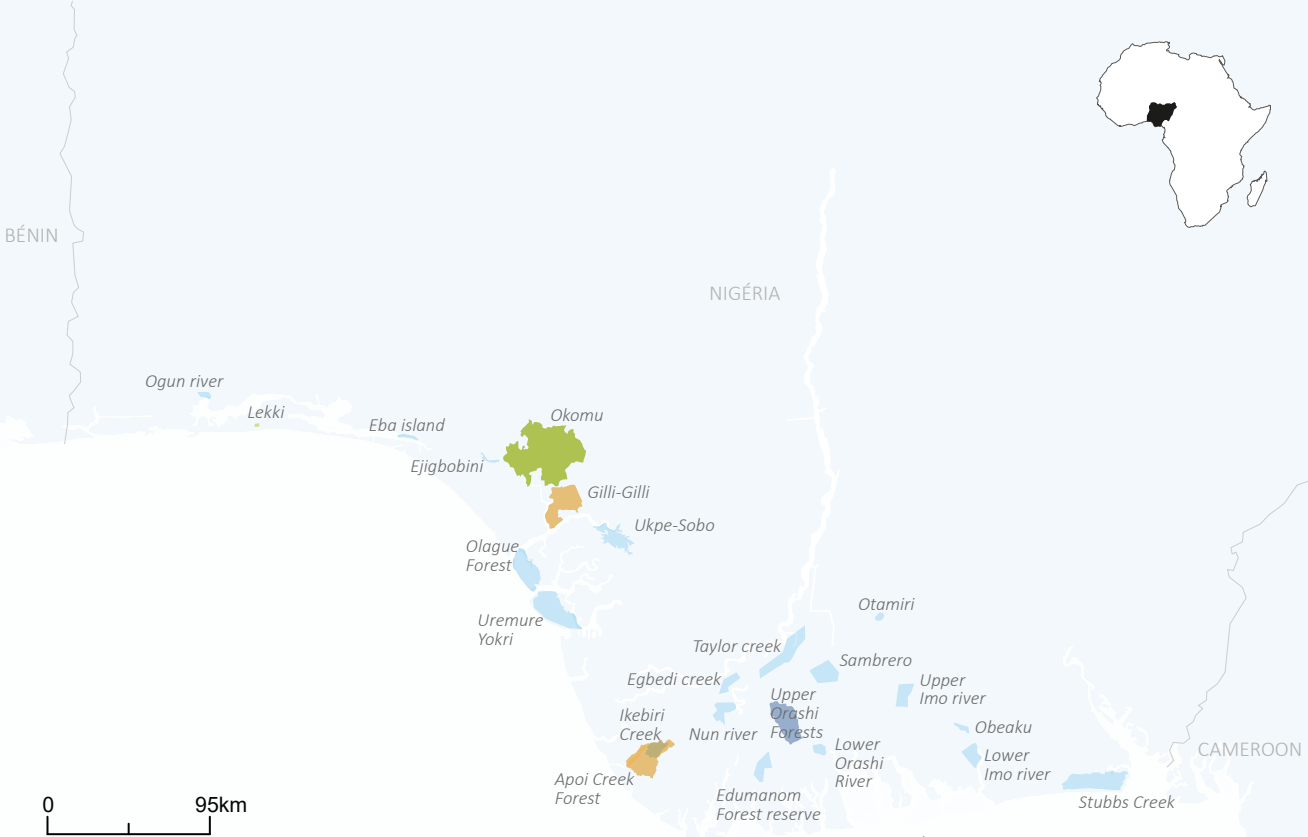 BÉNIN
NIGÉRIA
Ogun river
Lekki
Eba island
Okomu
Ejigbobini
Gilli-Gilli
Ukpe-Sobo
Olague
Forest
Uremure
Yokri
Otamiri
Taylor creek
Sambrero
Egbedi creek
Upper
Imo river
Upper
Orashi
Forests
Ikebiri
Creek
Nun river
Obeaku
Lower
Orashi
River
Lower
Imo river
CAMEROON
Apoi Creek
Forest
Edumanom
Forest reserve
Stubbs Creek
0
95km